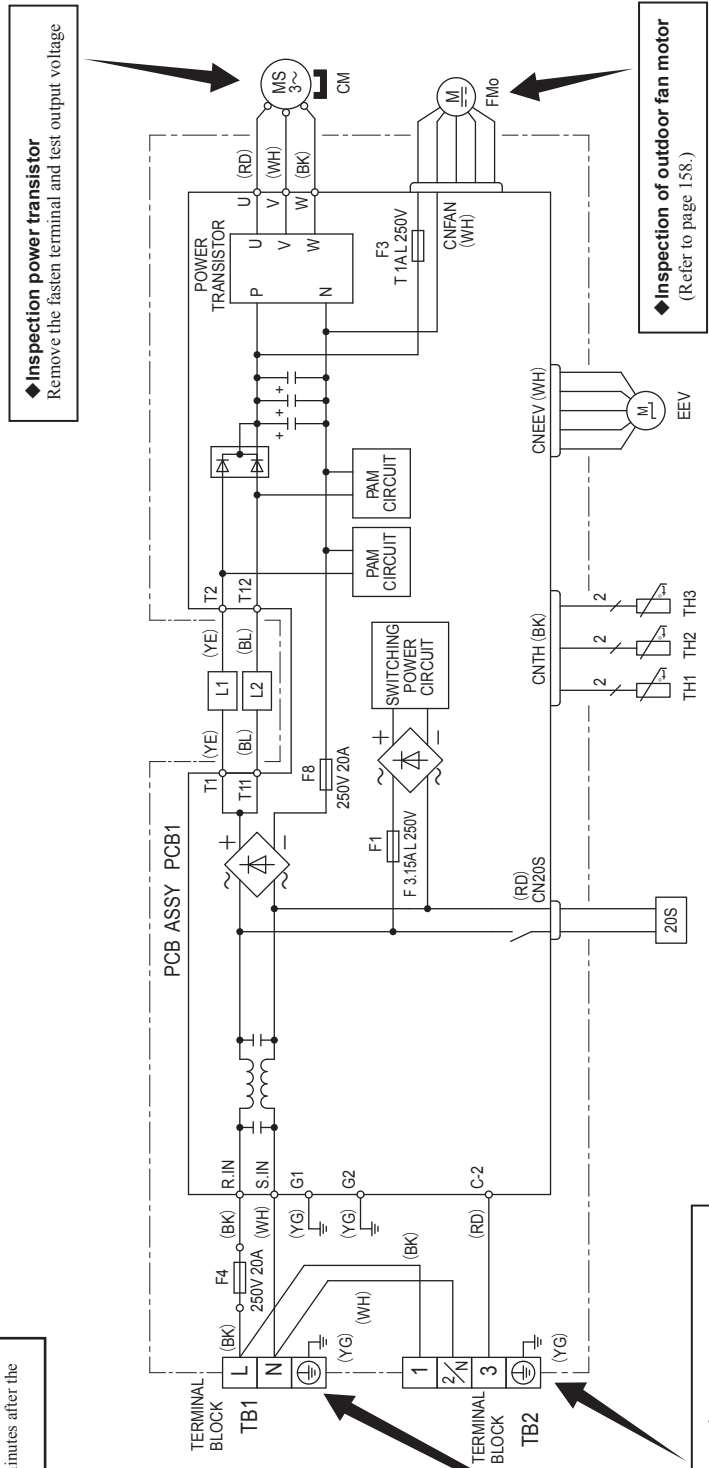 ◆Inspection power transistor
Remove the fasten terminal and test output voltage
MS
3~
CM
M
FMo
◆Inspection of outdoor fan motor
(Refer to page 158.)
(RD)
(WH)
(BK)
U
V
W
POWER
TRANSISTOR
U
V
W
P
N
F3
T 1A L 250V
CNFAN
(WH)
+
+
+
PAM
CIRCUIT
PAM
CIRCUIT
T2
T12
(YE)
(BL)
L1
L2
(YE)
(BL)
T1
T11
F8
250V 20A
SWITCHING
POWER
CIRCUIT
+
−
~
~
F1
F 3.15A L 250V
PCB ASSY PCB1
+
−
~
~
CNEEV (WH)
M
EEV
CNTH (BK)
2
2
2
TH1
TH2
TH3
(RD)
CN20S
20S
R.IN
S.IN
G1
G2
C-2
(BK)
(WH)
(YG)
(YG)
(RD)
F4
250V 20A
(BK)
(BK)
(WH)
TERMINAL
BLOCK
TB1
L
N
(YG)
TERMINAL
BLOCK
TB2
1
2/N
3
(YG)
minutes after the